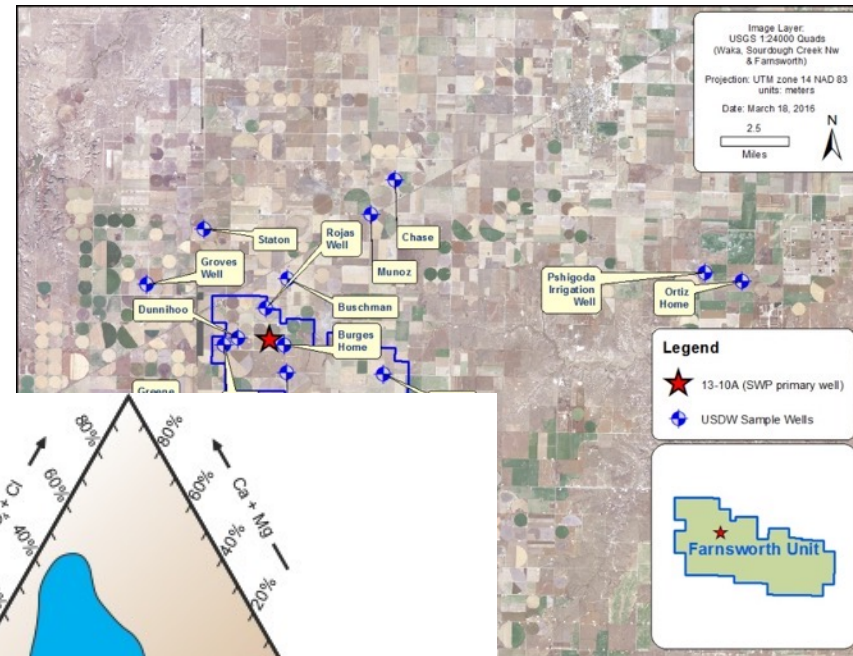 Image Layer:
USGS 1:24000 Quads
(Waka, Sourdough Creek Nw
& Farnsworth)
Projection: UTM zone 14 NAD 83
units: meters
Date: March 18, 2016
2.5
Miles
N
Staton
Rojas
Well
Chase
Groves
Well
Munoz
Pshigoda
Irrigation
Well
Ortiz
Home
Dunnihoo
Buschman
Burges
Home
Greene
Legend
13-10A (SWP primary well)
USDW Sample Wells
Farnsworth Unit
80%
60%
40%
+ Cl
80%
60%
40%
20%
Ca + Mg